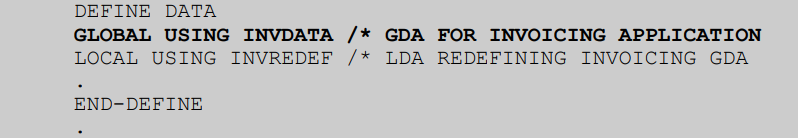 DEFINE DATA
GLOBAL USING INVDATA /* GDA FOR INVOICING APPLICATION
LOCAL USING INVREDEF /* LDA REDEFINING INVOICING GDA
.
END-DEFINE
.